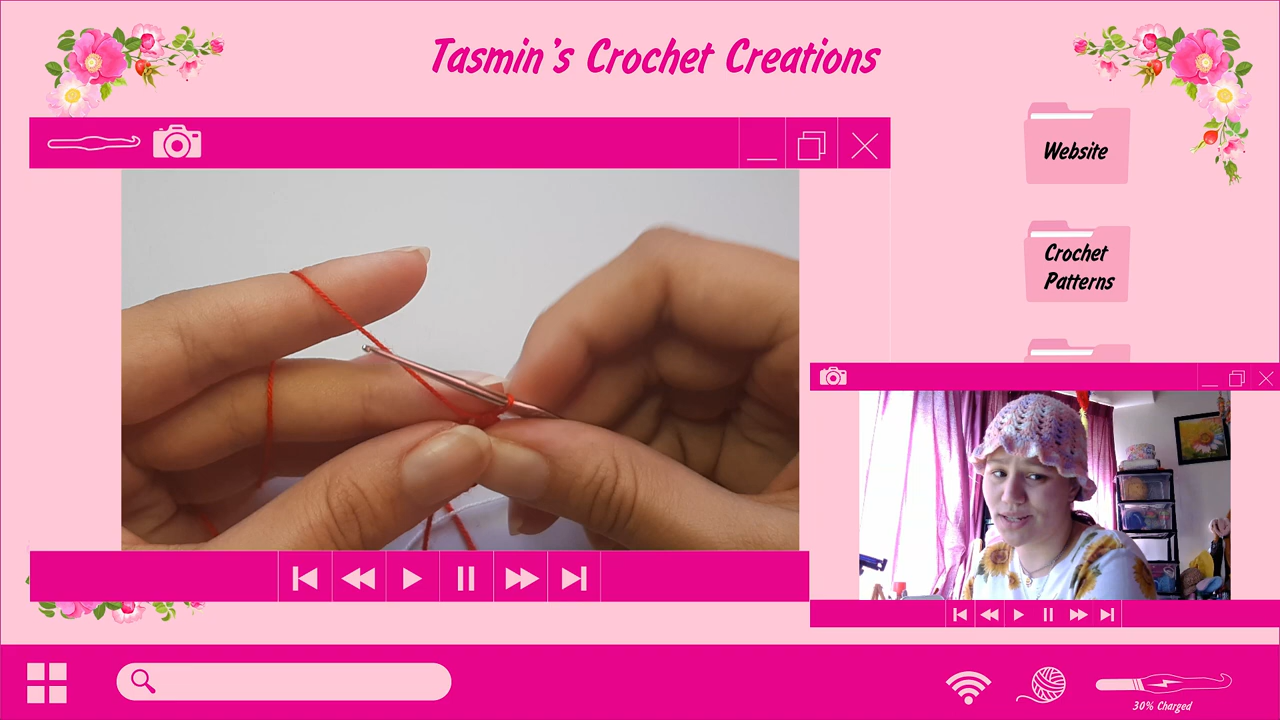 Tasmin's Crochet Creations
Website
Crochet
Patterns
30% Charged